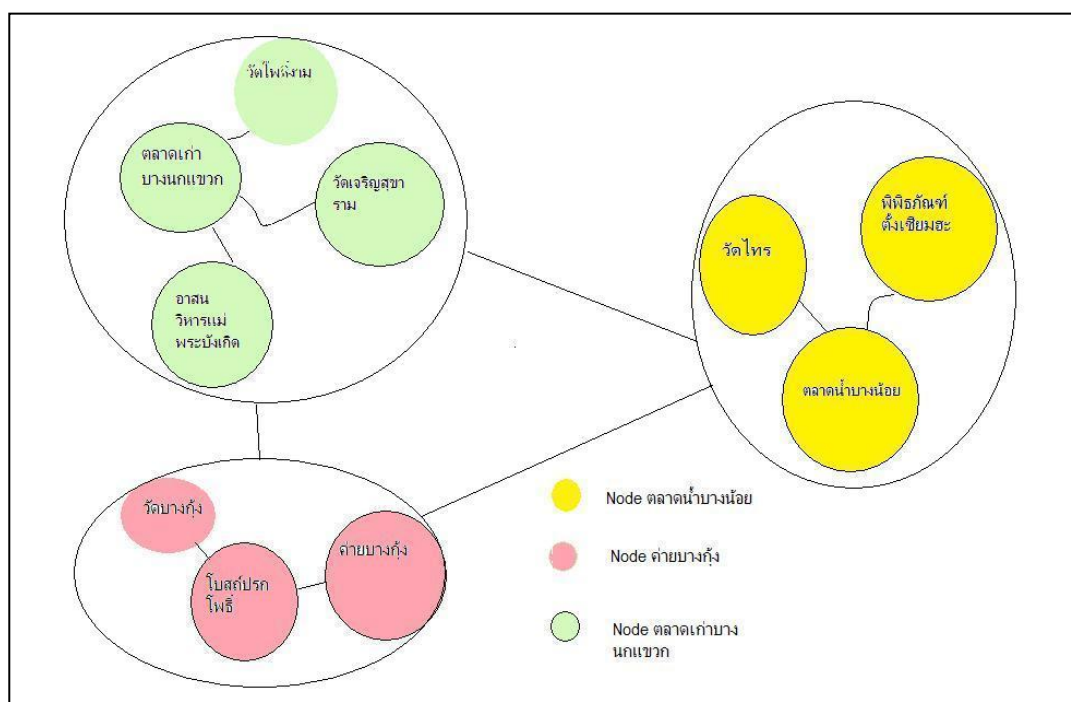 วัดโพธิ์งาม
ตลาดเก่า
บางนกแขวก
วัดเจริญสุขา
ราม
อาสน
วิหารแม่
พระบังเกิด
พิพิธภัณฑ์
ตั้งเซียมฮะ
วัดไทร
ตลาดน้ำบางน้อย
วัดบางกุ้ง
โบสถ์ปรก
โพธิ์
ค่ายบางกุ้ง
Node ตลาดน้ำบางน้อย
Node ค่ายบางกุ้ง
Node ตลาดเก่าบาง
นกแขวก